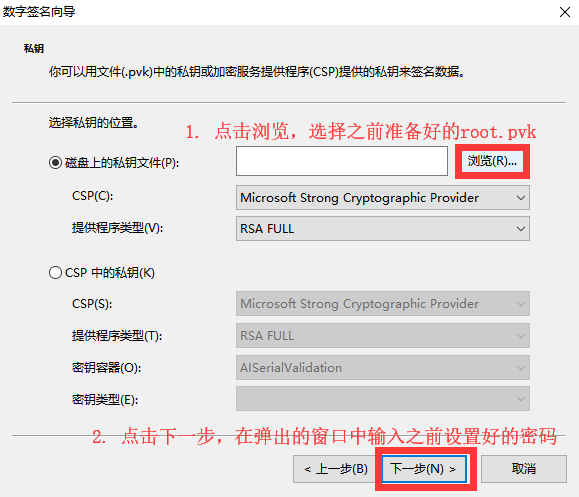 数字签名向导
私钥
你可以用文件(.pvk)中的私钥或加密服务提供程序(CSP)提供的私钥来签名数据。
选择私钥的位置。
1. 点击浏览，选择之前准备好的root.pvk
磁盘上的私钥文件(P): 浏览(R)...
CSP(C): Microsoft Strong Cryptographic Provider
提供程序类型(V): RSA FULL
CSP 中的私钥(K)
CSP(S): Microsoft Strong Cryptographic Provider
提供程序类型(T): RSA FULL
密钥容器(O): AISerialValidation
密钥类型(E):
2. 点击下一步，在弹出的窗口中输入之前设置好的密码
< 上一步(B) 下一步(N) > 取消